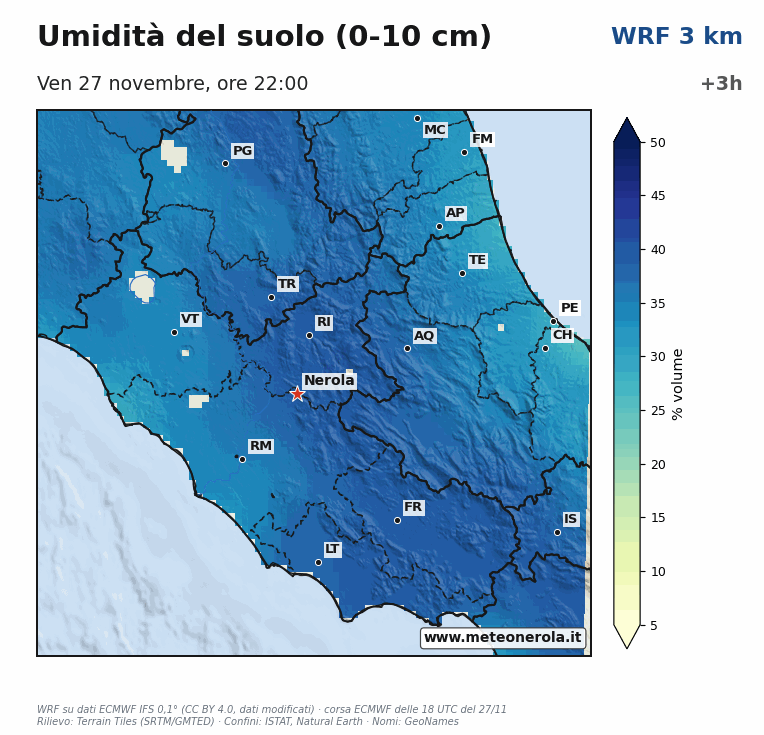 Umidità del suolo (0-10 cm)
WRF 3 km
Ven 27 novembre, ore 22:00
+3h
MC
FM
PG
AP
TE
TR
PE
VT
RI
AQ
CH
Nerola
RM
FR
IS
LT
www.meteonerola.it
50
45
40
35
30
25
20
15
10
5
% volume
WRF su dati ECMWF IFS 0,1° (CC BY 4.0, dati modificati) · corsa ECMWF delle 18 UTC del 27/11
Rilievo: Terrain Tiles (SRTM/GMTED) · Confini: ISTAT, Natural Earth · Nomi: GeoNames